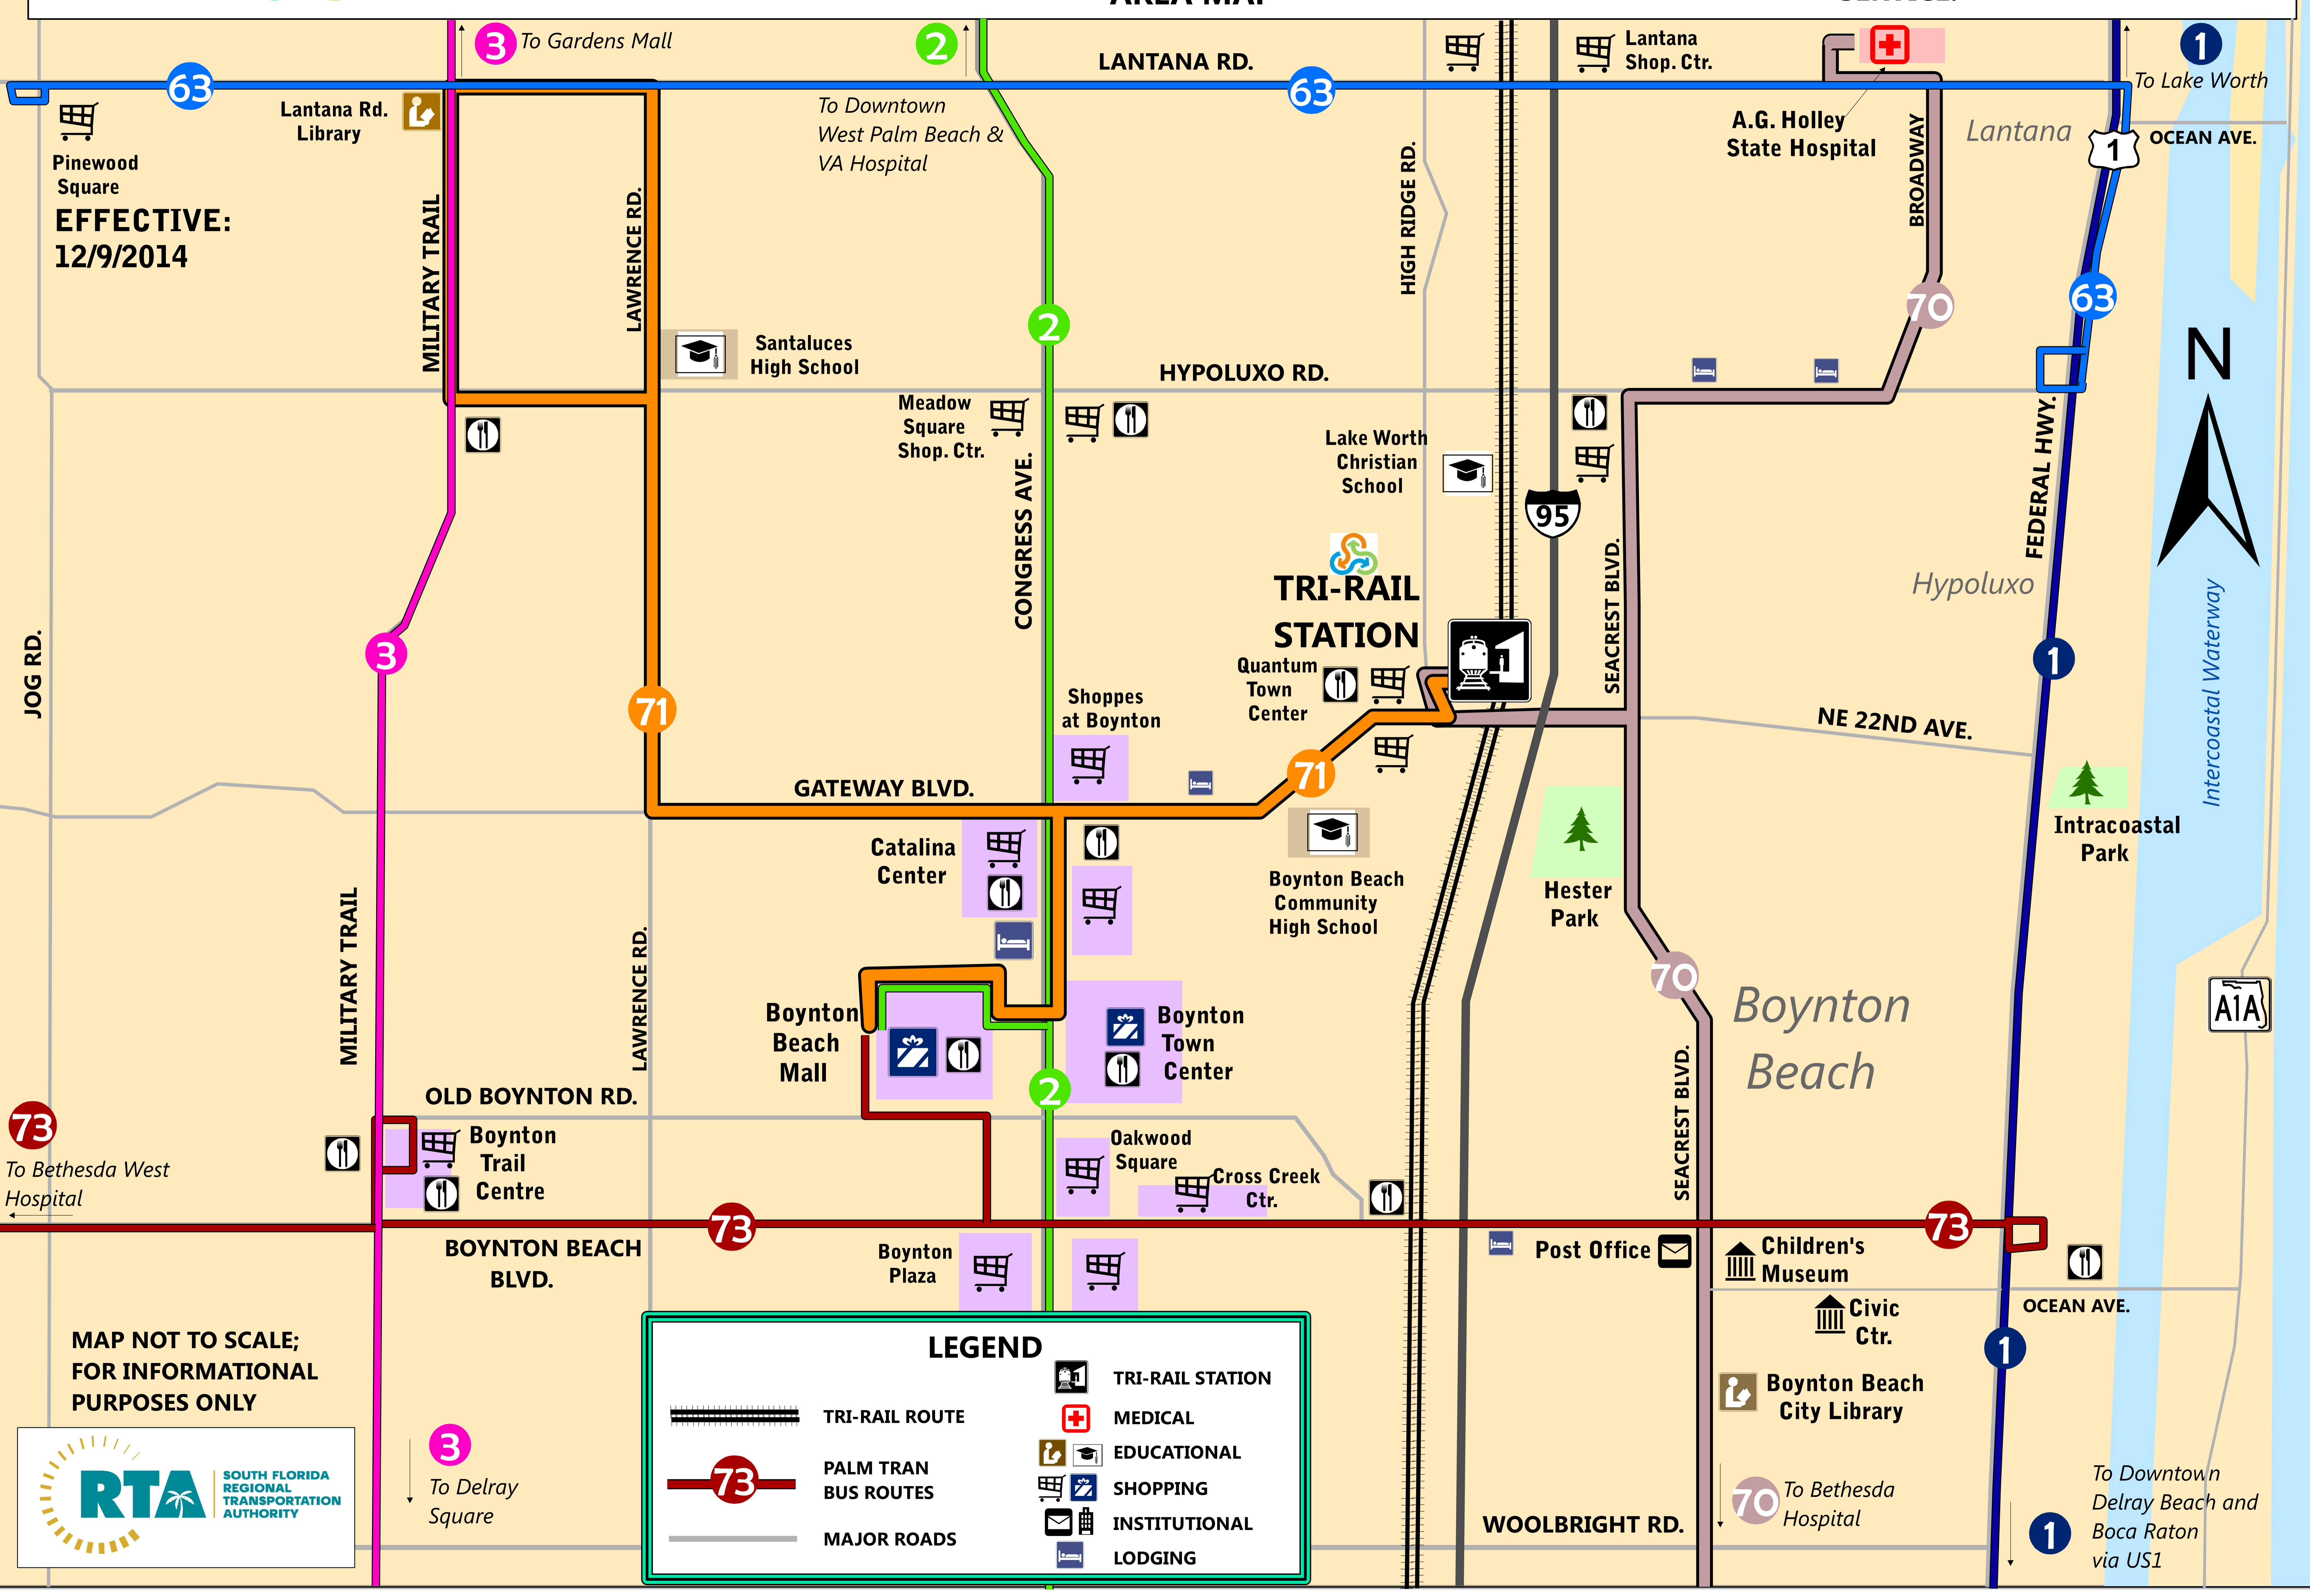 AREA MAP
3 To Gardens Mall
2
To Downtown
West Palm Beach &
VA Hospital
LANTANA RD.
63
63
Lantana
Shop. Ctr.
1
To Lake Worth
Pinewood
Square
EFFECTIVE:
12/9/2014
Lantana Rd.
Library
MILITARY TRAIL
LAWRENCE RD.
HIGH RIDGE RD.
A.G. Holley
State Hospital
BROADWAY
Lantana
1
OCEAN AVE.
63
70
2
N
Santaluces
High School
HYPOLUXO RD.
Meadow
Square
Shop. Ctr.
CONGRESS AVE.
Lake Worth
Christian
School
95
FEDERAL HWY.
Hypoluxo
Intercoastal Waterway
TRI-RAIL
STATION
SEACREST BLVD.
JOG RD.
3
71
1
Quantum
Town
Center
Shoppes
at Boynton
NE 22ND AVE.
71
GATEWAY BLVD.
Catalina
Center
Boynton Beach
Community
High School
Hester
Park
Intracoastal
Park
MILITARY TRAIL
LAWRENCE RD.
Boynton
Beach
Mall
Boynton
Town
Center
70
Boynton
Beach
A1A
2
SEACREST BLVD.
OLD BOYNTON RD.
73
To Bethesda West
Hospital
Boynton
Trail
Centre
Oakwood
Square
Cross Creek
Ctr.
73
73
BOYNTON BEACH
BLVD.
Boynton
Plaza
Post Office
Children's
Museum
OCEAN AVE.
Civic
Ctr.
1
Boynton Beach
City Library
MAP NOT TO SCALE;
FOR INFORMATIONAL
PURPOSES ONLY
RTA
SOUTH FLORIDA
REGIONAL
TRANSPORTATION
AUTHORITY
3
To Delray
Square
LEGEND
TRI-RAIL ROUTE
73
PALM TRAN
BUS ROUTES
MAJOR ROADS
TRI-RAIL STATION
MEDICAL
EDUCATIONAL
SHOPPING
INSTITUTIONAL
LODGING
WOOLBRIGHT RD.
70
To Bethesda
Hospital
1
To Downtown
Delray Beach and
Boca Raton
via US1